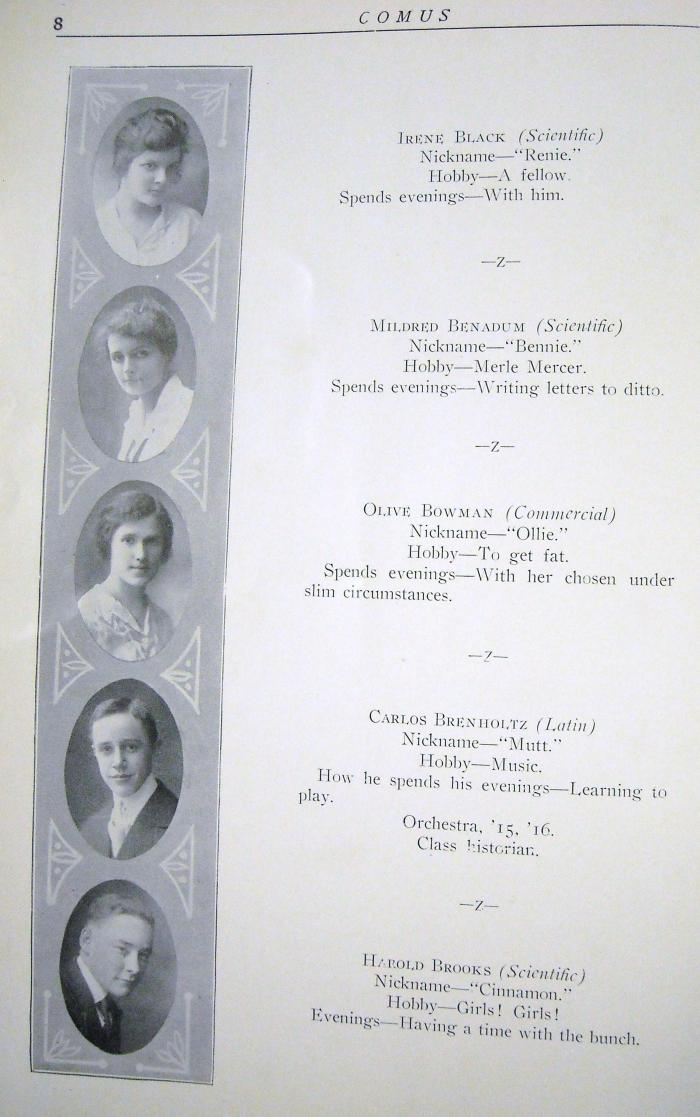 8
COMUS
IRENE BLACK (Scientific)
Nickname—"Renie."
Hobby—A fellow.
Spends evenings—With him.
—Z—
MILDRED BENADUM (Scientific)
Nickname—"Bennie."
Hobby—Merle Mercer.
Spends evenings—Writing letters to ditto.
—Z—
OLIVE BOWMAN (Commercial)
Nickname—"Ollie."
Hobby—To get fat.
Spends evenings—With her chosen under
slim circumstances.
—Z—
CARLOS BRENHOLTZ (Latin)
Nickname—"Mutt."
Hobby—Music.
How he spends his evenings—Learning to
play.
Orchestra, '15, '16.
Class historian.
—Z—
HAROLD BROOKS (Scientific)
Nickname—"Cinnamon."
Hobby—Girls! Girls!
Evenings—Having a time with the bunch.